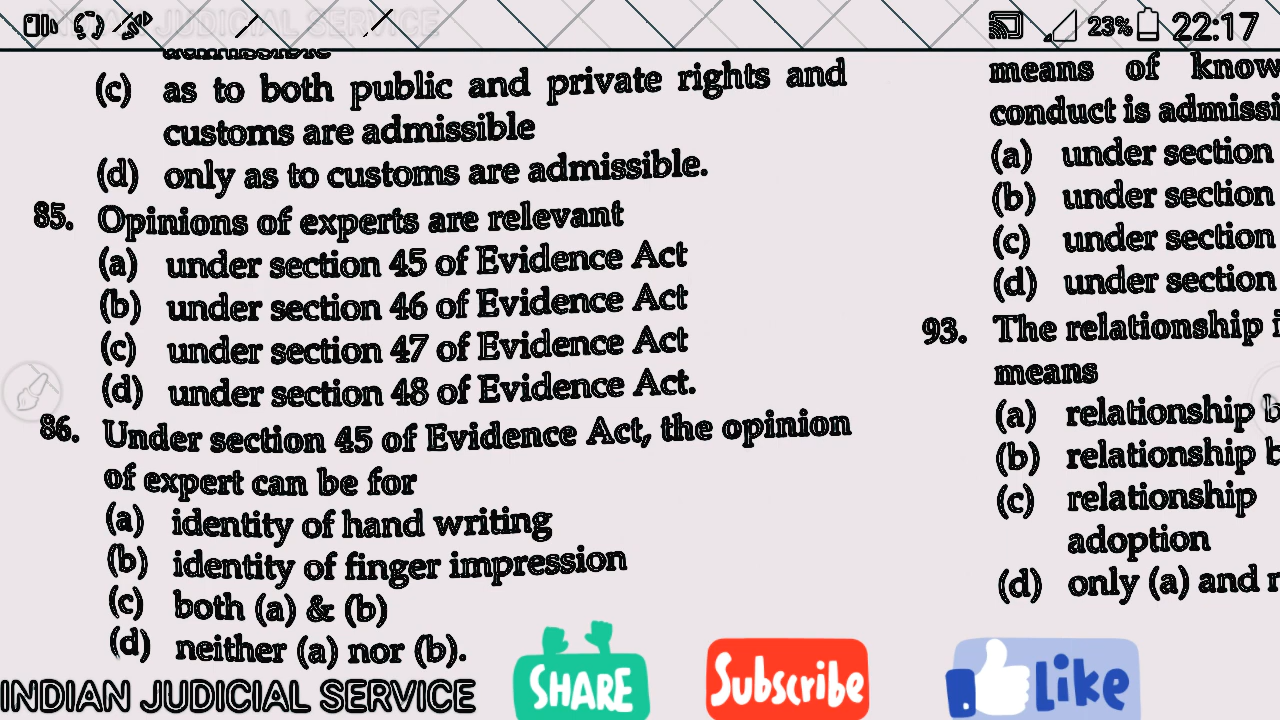 23% 22:17
(c) as to both public and private rights and
customs are admissible
(d) only as to customs are admissible.
85. Opinions of experts are relevant
(a) under section 45 of Evidence Act
(b) under section 46 of Evidence Act
(c) under section 47 of Evidence Act
(d) under section 48 of Evidence Act.
86. Under section 45 of Evidence Act, the opinion
of expert can be for
(a) identity of hand writing
(b) identity of finger impression
(c) both (a) & (b)
(d) neither (a) nor (b).
means of know
conduct is admissi
(a) under section
(b) under section
(c) under section
(d) under section
93. The relationship i
means
(a) relationship b
(b) relationship b
(c) relationship
adoption
(d) only (a) and n
INDIAN JUDICIAL SERVICE
SHARE
Subscribe
Like